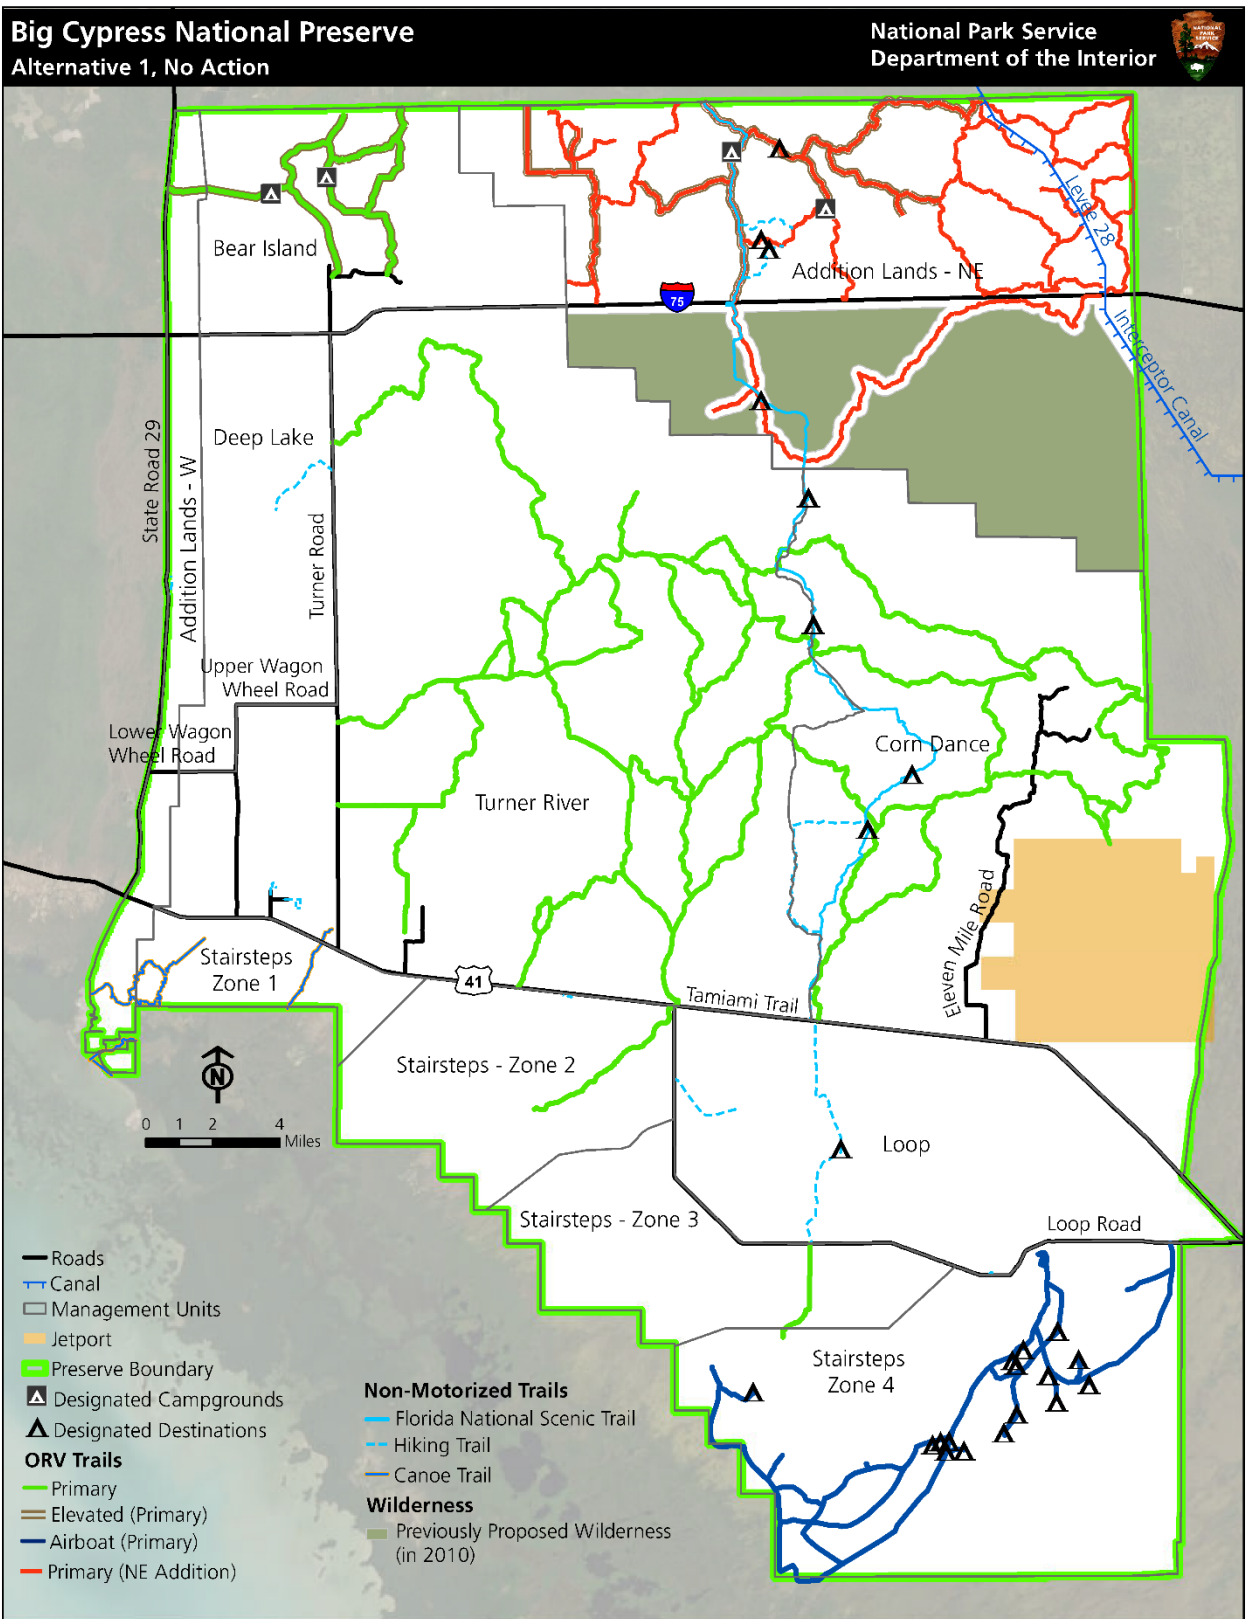 Big Cypress National Preserve
Alternative 1, No Action
National Park Service
Department of the Interior
NATIONAL
PARK
SERVICE
Bear Island
Levee 28
Addition Lands - NE
75
Interceptor Canal
State Road 29
Deep Lake
Addition Lands - W
Turner Road
Upper Wagon
Wheel Road
Lower Wagon
Wheel Road
Corn Dance
Turner River
Eleven Mile Road
Stairsteps
Zone 1
41
Tamiami Trail
Stairsteps - Zone 2
N
0 1 2 4
Miles
Loop
Stairsteps - Zone 3
Loop Road
Stairsteps
Zone 4
Roads
Canal
Management Units
Jetport
Preserve Boundary
Designated Campgrounds
Designated Destinations
ORV Trails
Primary
Elevated (Primary)
Airboat (Primary)
Primary (NE Addition)
Non-Motorized Trails
Florida National Scenic Trail
Hiking Trail
Canoe Trail
Wilderness
Previously Proposed Wilderness
(in 2010)